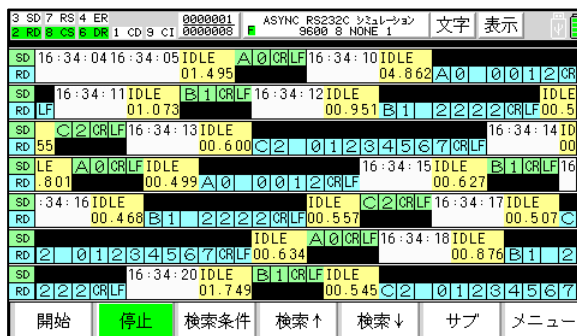 3 SD 7 RS 4 ER 0000001 ASYNC RS232C シミュレーション 文字 表示
2 RD 8 CS 6 DR 1 CD 9 CI 0000008 F 9600 8 NONE 1
SD 16:34:04 16:34:05 IDLE A 0 CR LF 16:34:10 IDLE
RD 01.495 04.862 A 0 0 0 1 2 CR
SD 16:34:11 IDLE B 1 CR LF 16:34:12 IDLE IDLE
RD LF 01.073 00.951 B 1 2 2 2 2 CR LF 00.5
SD C 2 CR LF 16:34:13 IDLE 16:34:14 ID
RD 55 00.600 C 2 0 1 2 3 4 5 6 7 CR LF 00
SD LE A 0 CR LF IDLE 16:34:15 IDLE B 1 CR LF 16
RD .801 00.499 A 0 0 0 1 2 CR LF 00.627
SD :34:16 IDLE IDLE C 2 CR LF 16:34:17 IDLE
RD 00.468 B 1 2 2 2 2 CR LF 00.557 00.507 C
SD IDLE A 0 CR LF 16:34:18 IDLE
RD 2 0 1 2 3 4 5 6 7 CR LF 00.634 00.876 B 1 2
SD 16:34:20 IDLE B 1 CR LF IDLE
RD 2 2 2 CR LF 01.749 00.545 C 2 0 1 2 3 4 5 6 7
開始 停止 検索条件 検索↑ 検索↓ サブ メニュー